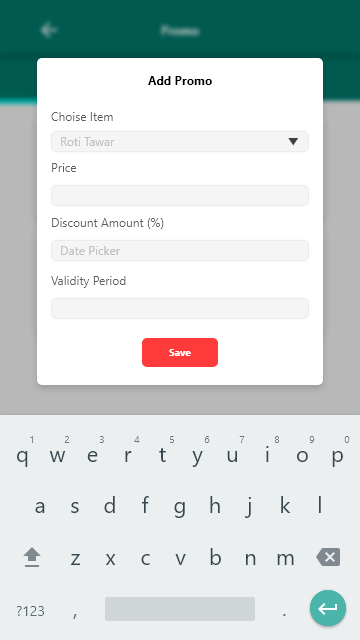 Promo
Add Promo
Choise Item
Roti Tawar
Price
Discount Amount (%)
Date Picker
Validity Period
Save
1 2 3 4 5 6 7 8 9 0
q w e r t y u i o p
a s d f g h j k l
z x c v b n m
?123 , .